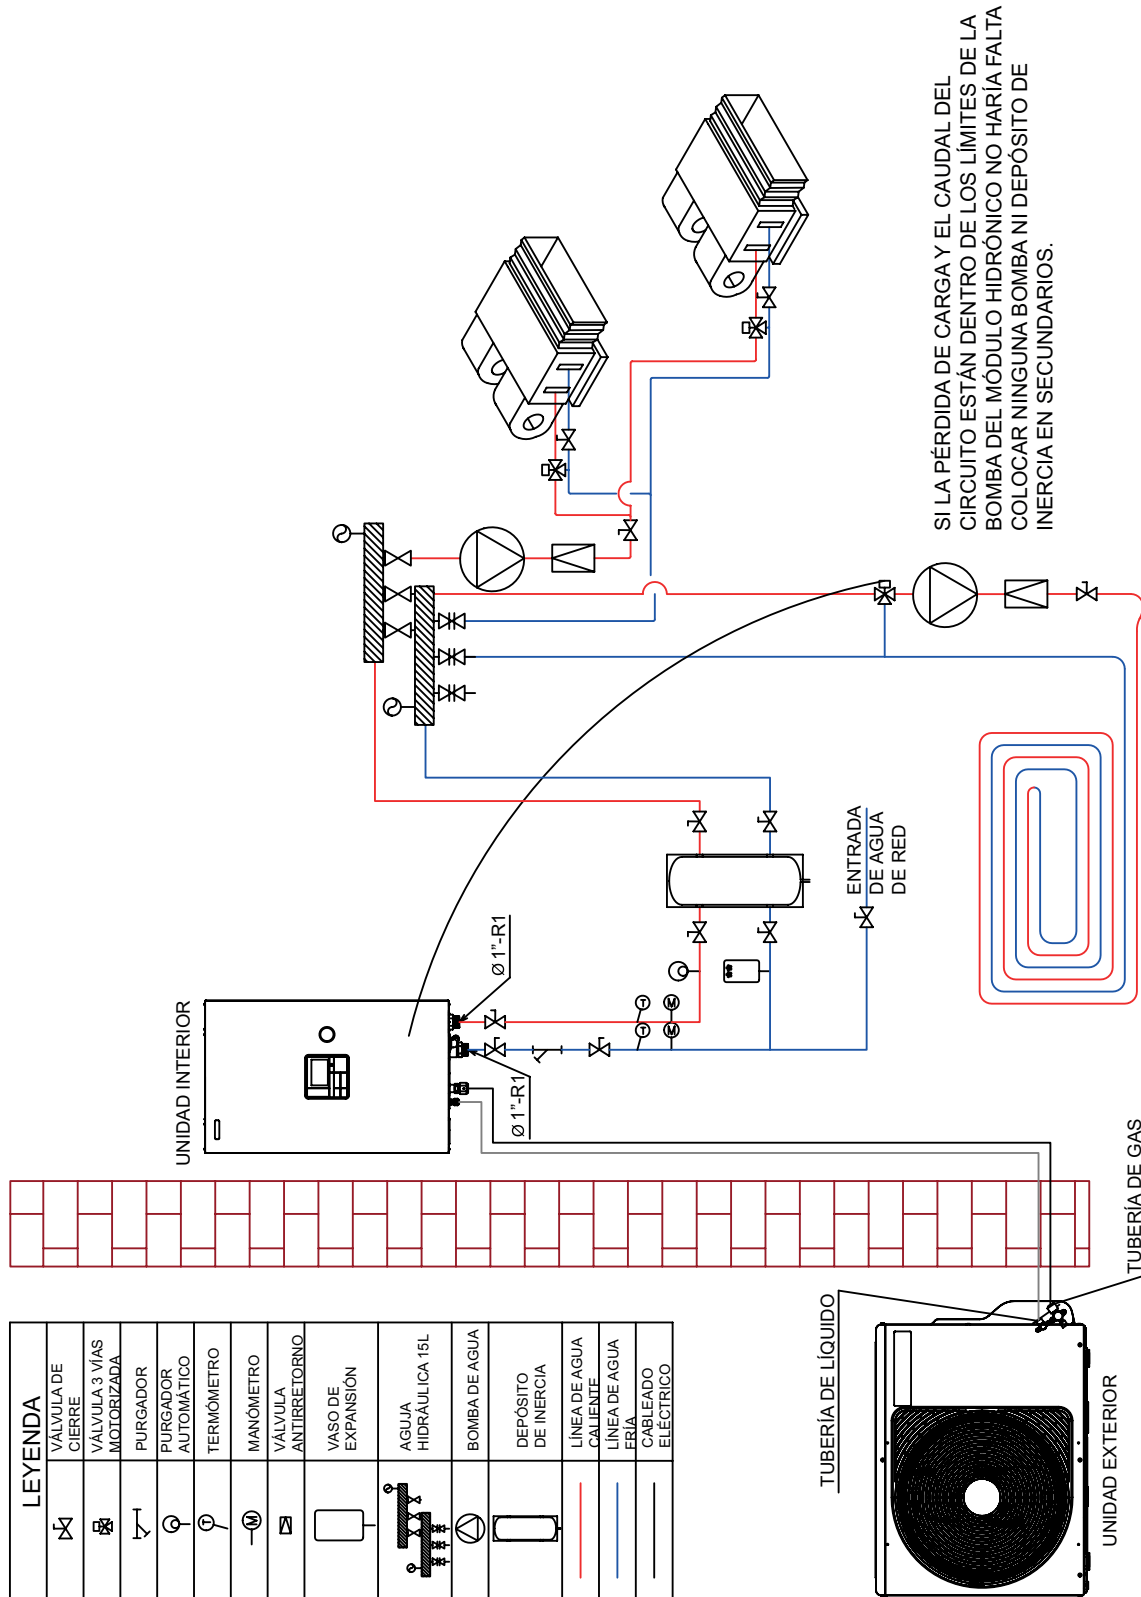 LEYENDA
VÁLVULA DE
CIERRE
VÁLVULA 3 VÍAS
MOTORIZADA
PURGADOR
PURGADOR
AUTOMÁTICO
T
TERMÓMETRO
M
MANÓMETRO
VÁLVULA
ANTIRRETORNO
VASO DE
EXPANSIÓN
AGUJA
HIDRÁULICA 15L
BOMBA DE AGUA
DEPÓSITO
DE INERCIA
LÍNEA DE AGUA
CALIENTE
LÍNEA DE AGUA
FRÍA
CABLEADO
ELÉCTRICO
UNIDAD INTERIOR
Ø 1"-R1
Ø 1"-R1
T
T
M
M
ENTRADA
DE AGUA
DE RED
TUBERÍA DE LÍQUIDO
TUBERÍA DE GAS
UNIDAD EXTERIOR
SI LA PÉRDIDA DE CARGA Y EL CAUDAL DEL
CIRCUITO ESTÁN DENTRO DE LOS LÍMITES DE LA
BOMBA DEL MÓDULO HIDRÓNICO NO HARÍA FALTA
COLOCAR NINGUNA BOMBA NI DEPÓSITO DE
INERCIA EN SECUNDARIOS.